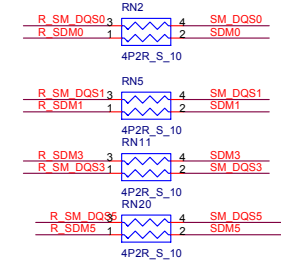 RN2
R_SM_DQS0 3 4 SM_DQS0
R_SDM0 1 2 SDM0
4P2R_S_10
RN5
R_SM_DQS1 3 4 SM_DQS1
R_SDM1 1 2 SDM1
4P2R_S_10
RN11
R_SDM3 3 4 SDM3
R_SM_DQS3 1 2 SM_DQS3
4P2R_S_10
RN20
R_SM_DQS5 3 4 SM_DQS5
R_SDM5 1 2 SDM5
4P2R_S_10